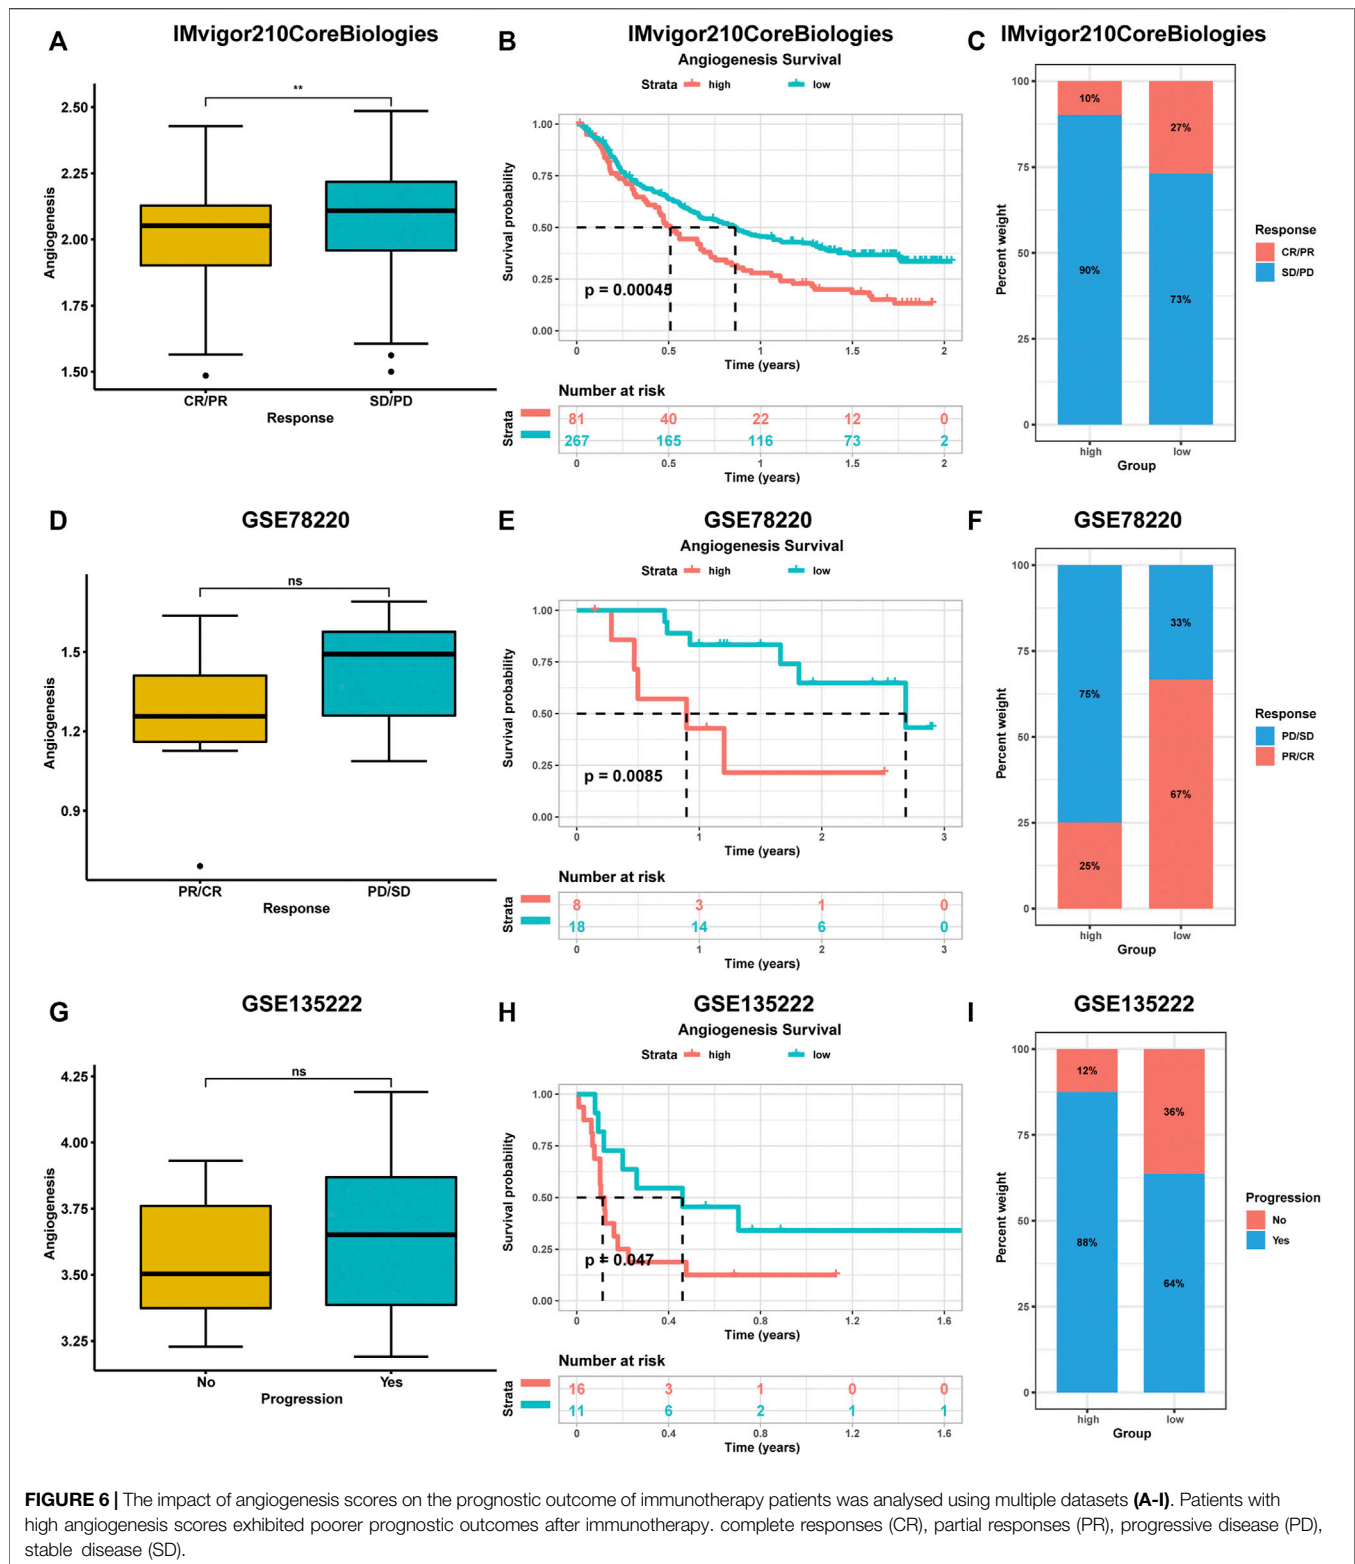 A
IMvigor210CoreBiologies
Angiogenesis
2.50
2.25
2.00
1.75
1.50
**
CR/PR
SD/PD
Response
B
IMvigor210CoreBiologies
Angiogenesis Survival
Strata high low
Survival probability
1.00
0.75
0.50
0.25
0.00
p = 0.00045
0 0.5 1 1.5 2
Time (years)
Number at risk
Strata
81 40 22 12 0
267 165 116 73 2
0 0.5 1 1.5 2
Time (years)
C
IMvigor210CoreBiologies
Percent weight
100
75
50
25
0
10%
90%
27%
73%
high low
Group
Response
CR/PR
SD/PD
D
GSE78220
Angiogenesis
1.5
1.2
0.9
ns
PR/CR
PD/SD
Response
E
GSE78220
Angiogenesis Survival
Strata high low
Survival probability
1.00
0.75
0.50
0.25
0.00
p = 0.0085
0 1 2 3
Time (years)
Number at risk
Strata
8 3 1 0
18 14 6 0
0 1 2 3
Time (years)
F
GSE78220
Percent weight
100
75
50
25
0
75%
25%
33%
67%
high low
Group
Response
PD/SD
PR/CR
G
GSE135222
Angiogenesis
4.25
4.00
3.75
3.50
3.25
ns
No
Yes
Progression
H
GSE135222
Angiogenesis Survival
Strata high low
Survival probability
1.00
0.75
0.50
0.25
0.00
p = 0.047
0 0.4 0.8 1.2 1.6
Time (years)
Number at risk
Strata
16 3 1 0 0
11 6 2 1 1
0 0.4 0.8 1.2 1.6
Time (years)
I
GSE135222
Percent weight
100
75
50
25
0
12%
88%
36%
64%
high low
Group
Progression
No
Yes
FIGURE 6 | The impact of angiogenesis scores on the prognostic outcome of immunotherapy patients was analysed using multiple datasets (A-I). Patients with
high angiogenesis scores exhibited poorer prognostic outcomes after immunotherapy. complete responses (CR), partial responses (PR), progressive disease (PD),
stable disease (SD).